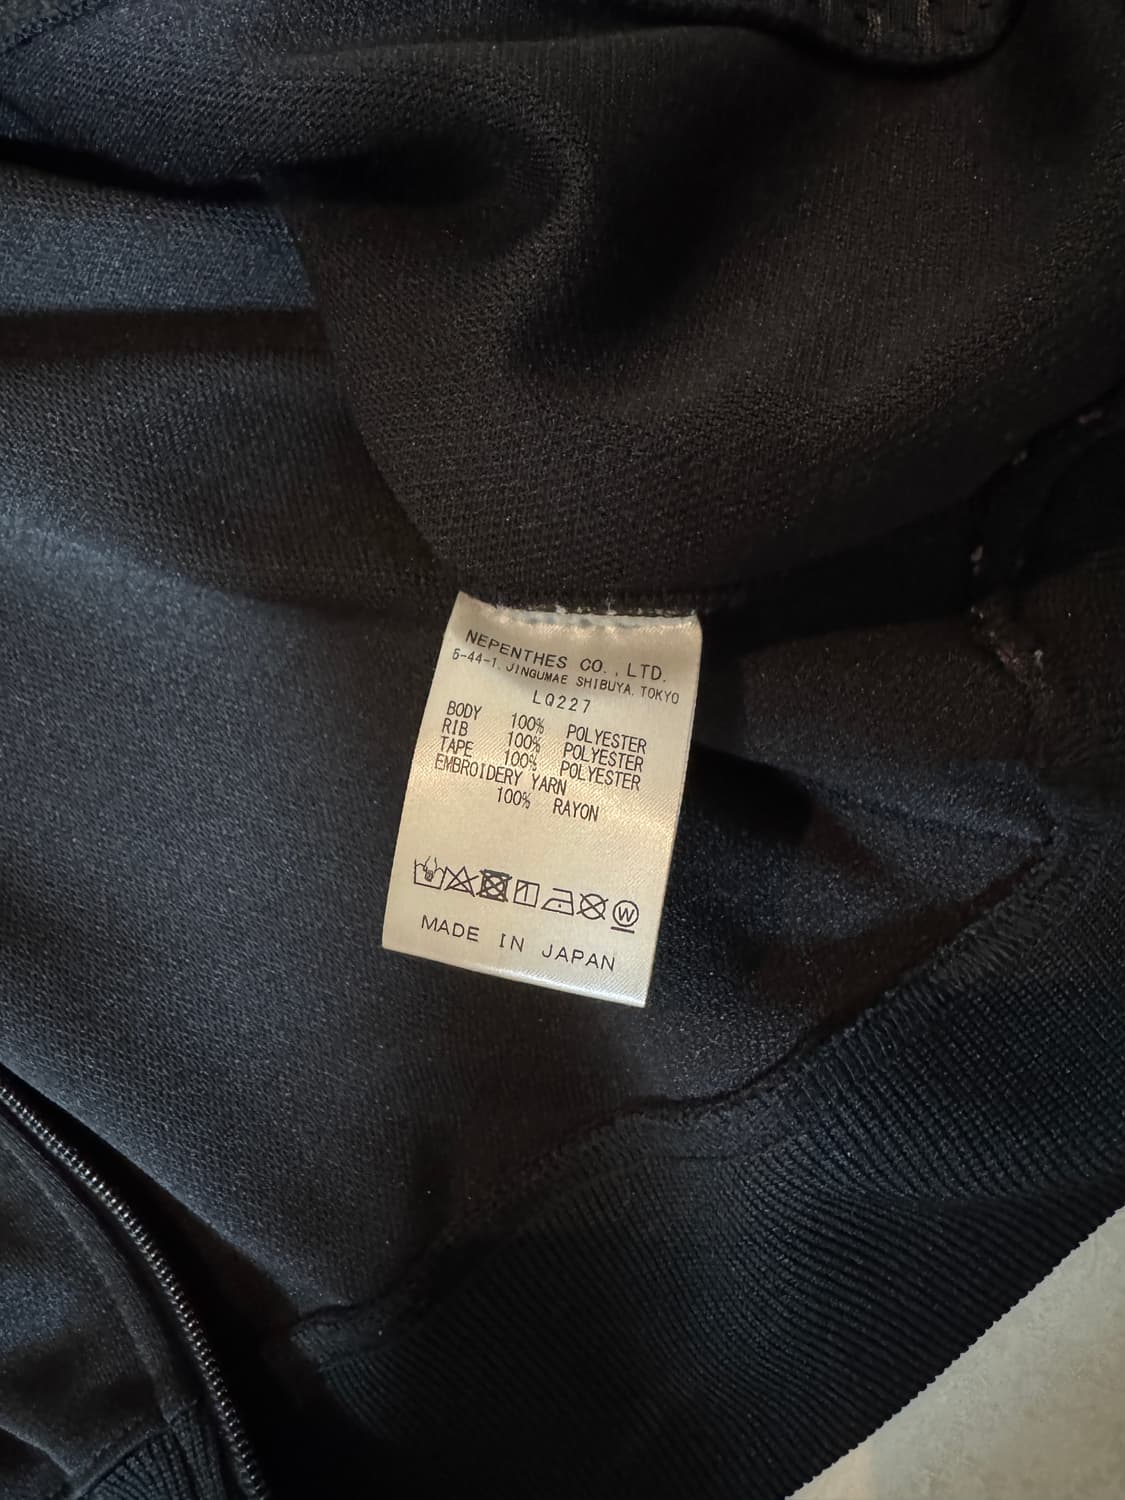 NEPENTHES CO., LTD.
5-44-1, JINGUMAE SHIBUYA, TOKYO
LQ227
BODY 100% POLYESTER
RIB 100% POLYESTER
TAPE 100% POLYESTER
EMBROIDERY YARN
100% RAYON
W
MADE IN JAPAN